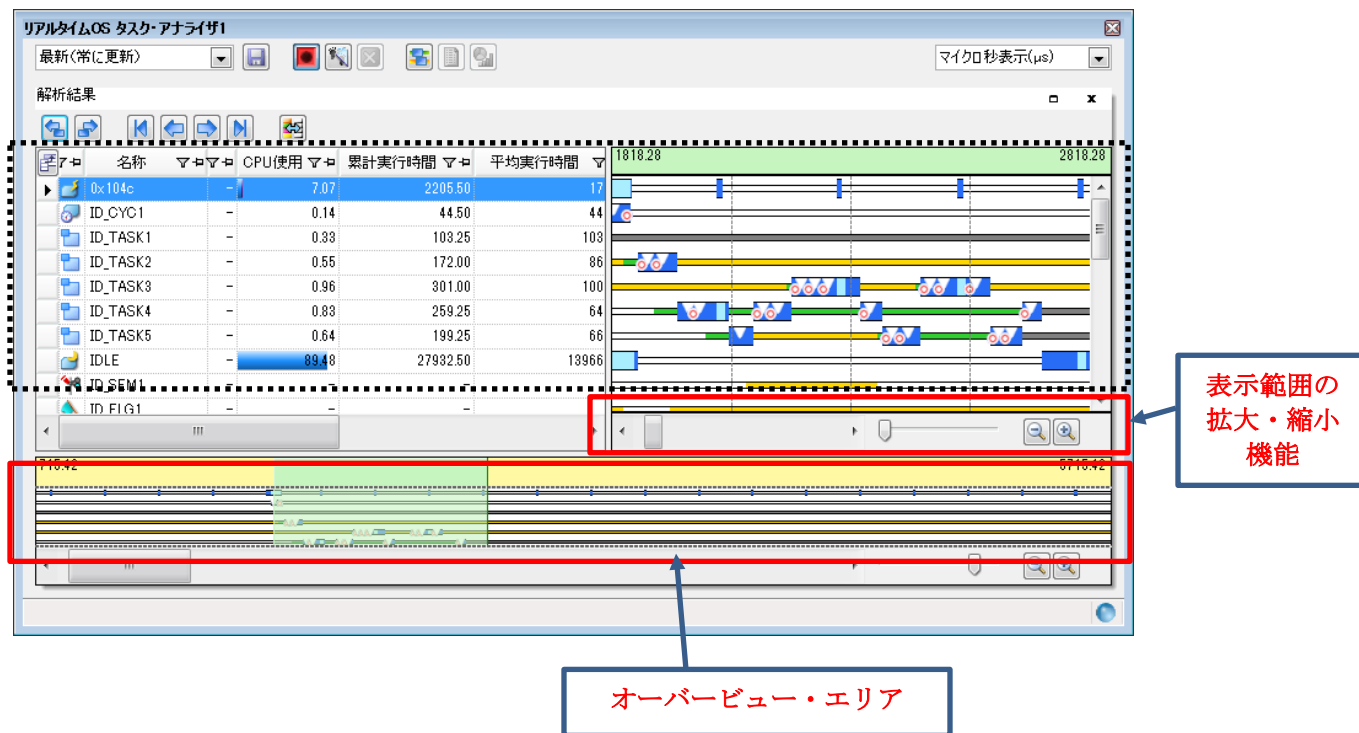 リアルタイムOS タスク・アナライザ1
最新(常に更新)
マイクロ秒表示(μs)
解析結果
名称 CPU使用 累計実行時間 平均実行時間 1818.28 2818.28
0x104c - 7.07 2205.50 17
ID_CYC1 - 0.14 44.50 44
ID_TASK1 - 0.33 103.25 103
ID_TASK2 - 0.55 172.00 86
ID_TASK3 - 0.96 301.00 100
ID_TASK4 - 0.83 259.25 64
ID_TASK5 - 0.64 199.25 66
IDLE - 89.48 27932.50 13966
ID_SEM1 - - -
ID_FLG1 - - -
表示範囲の
拡大・縮小
機能
715.42 5715.42
オーバービュー・エリア